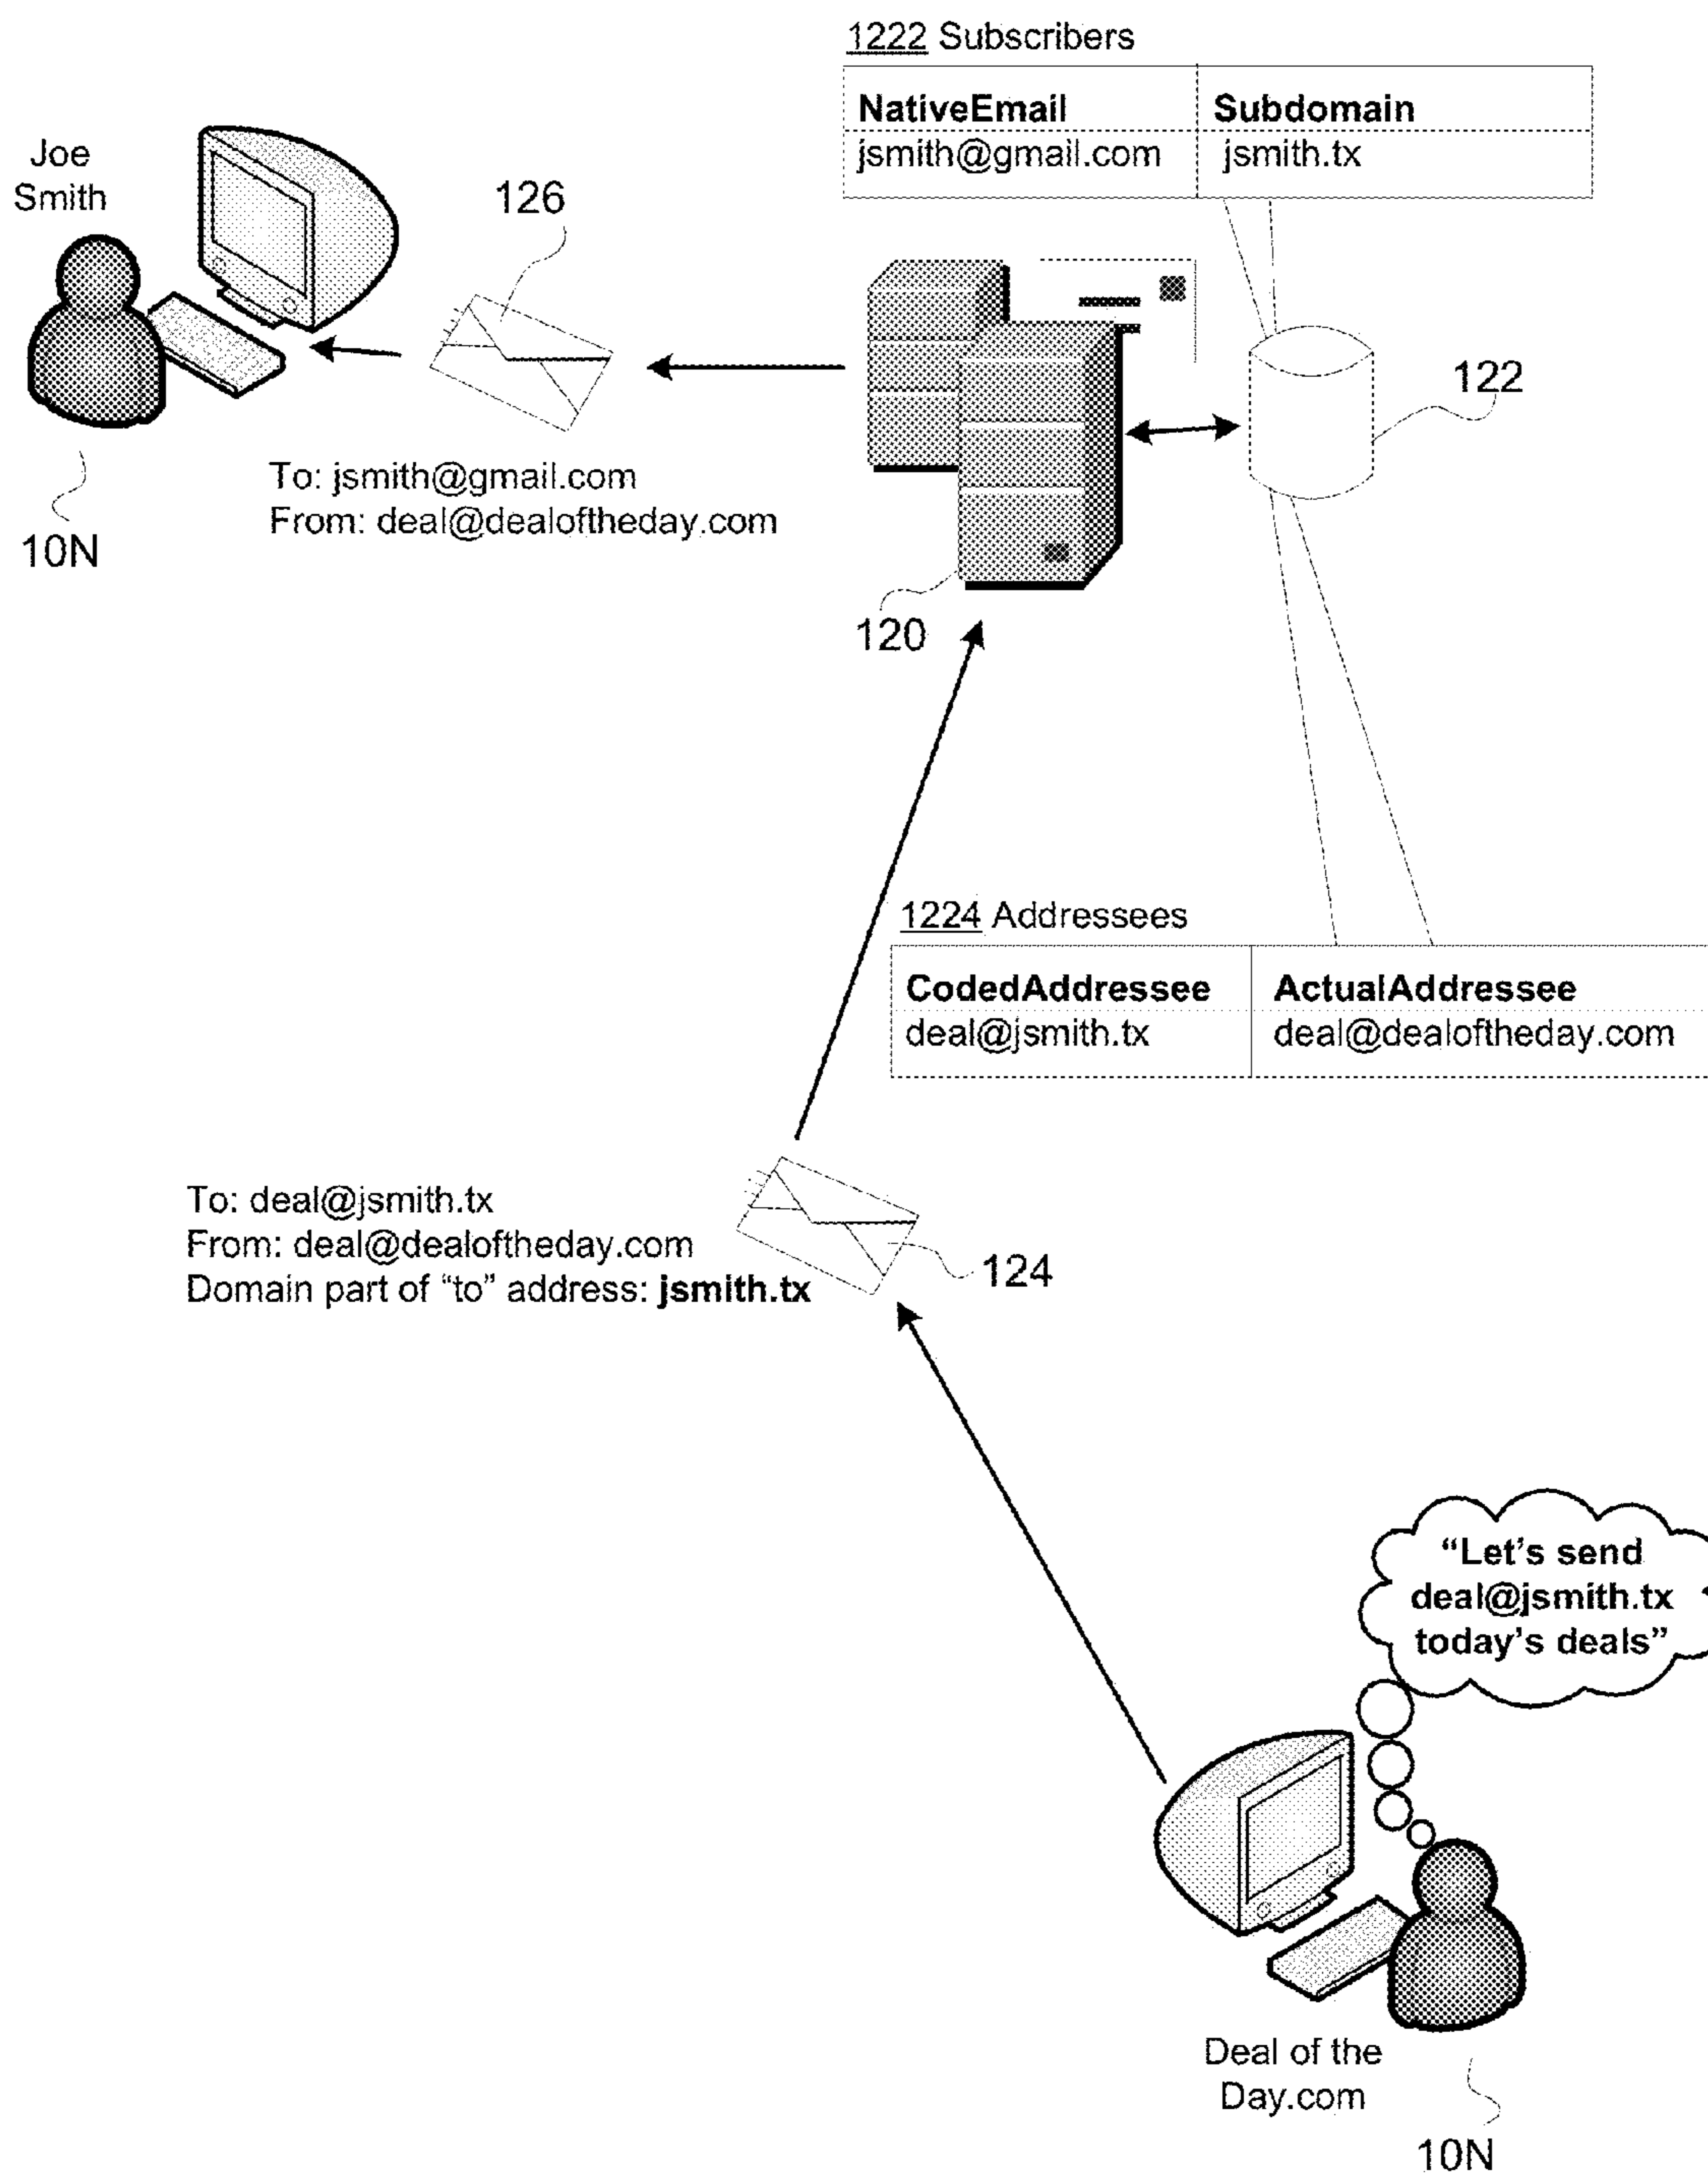 1222 Subscribers
NativeEmail Subdomain
jsmith@gmail.com jsmith.tx
Joe
Smith
126
122
To: jsmith@gmail.com
From: deal@dealoftheday.com
10N
120
1224 Addressees
CodedAddressee ActualAddressee
deal@jsmith.tx deal@dealoftheday.com
To: deal@jsmith.tx
From: deal@dealoftheday.com
Domain part of “to” address: jsmith.tx
124
“Let’s send
deal@jsmith.tx
today’s deals”
Deal of the
Day.com
10N